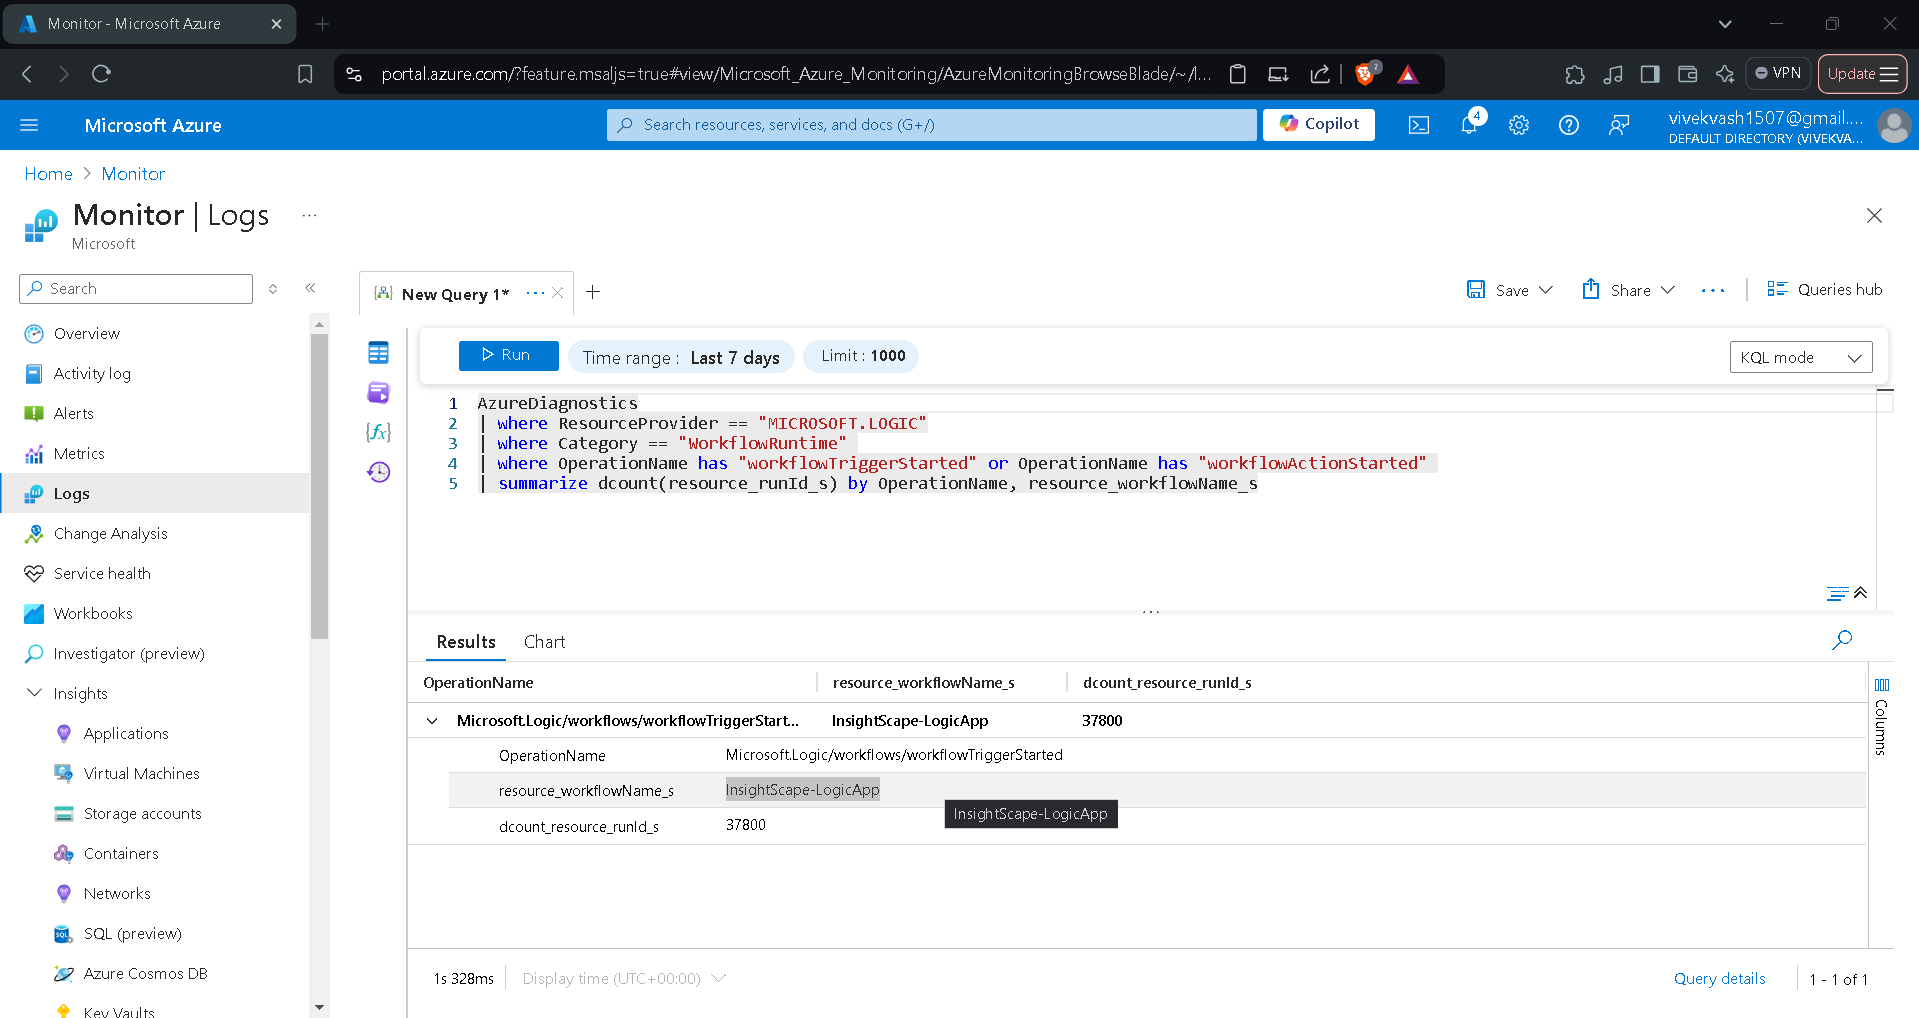 Monitor - Microsoft Azure
portal.azure.com/?feature.msaljs=true#view/Microsoft_Azure_Monitoring/AzureMonitoringBrowseBlade/~/l...
2
VPN
Update
Microsoft Azure
Search resources, services, and docs (G+/)
Copilot
4
vivekvash1507@gmail....
DEFAULT DIRECTORY (VIVEKVA...
Home > Monitor
Monitor | Logs ...
Microsoft
Search
Overview
Activity log
Alerts
Metrics
Logs
Change Analysis
Service health
Workbooks
Investigator (preview)
Insights
Applications
Virtual Machines
Storage accounts
Containers
Networks
SQL (preview)
Azure Cosmos DB
Key Vaults
New Query 1* ...
Save
Share
...
Queries hub
Run
Time range : Last 7 days
Limit : 1000
KQL mode
1 AzureDiagnostics
2 | where ResourceProvider == "MICROSOFT.LOGIC"
3 | where Category == "WorkflowRuntime"
4 | where OperationName has "workflowTriggerStarted" or OperationName has "workflowActionStarted"
5 | summarize dcount(resource_runId_s) by OperationName, resource_workflowName_s
Results Chart
OperationName resource_workflowName_s dcount_resource_runId_s
Microsoft.Logic/workflows/workflowTriggerStart... InsightScape-LogicApp 37800
OperationName Microsoft.Logic/workflows/workflowTriggerStarted
resource_workflowName_s InsightScape-LogicApp
InsightScape-LogicApp
dcount_resource_runId_s 37800
Columns
1s 328ms Display time (UTC+00:00) Query details 1 - 1 of 1